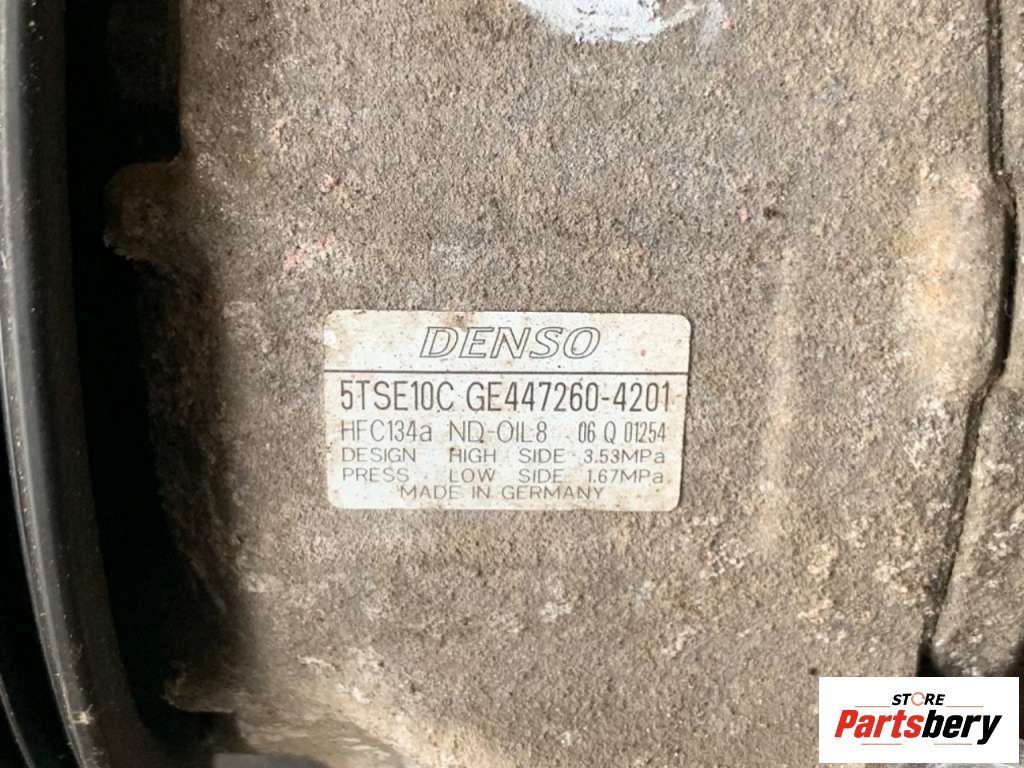 DENSO
5TSE10C GE447260-4201
HFC134a ND-OIL8 06 Q 01254
DESIGN HIGH SIDE 3.53MPa
PRESS LOW SIDE 1.67MPa
MADE IN GERMANY
STORE
Partsbery